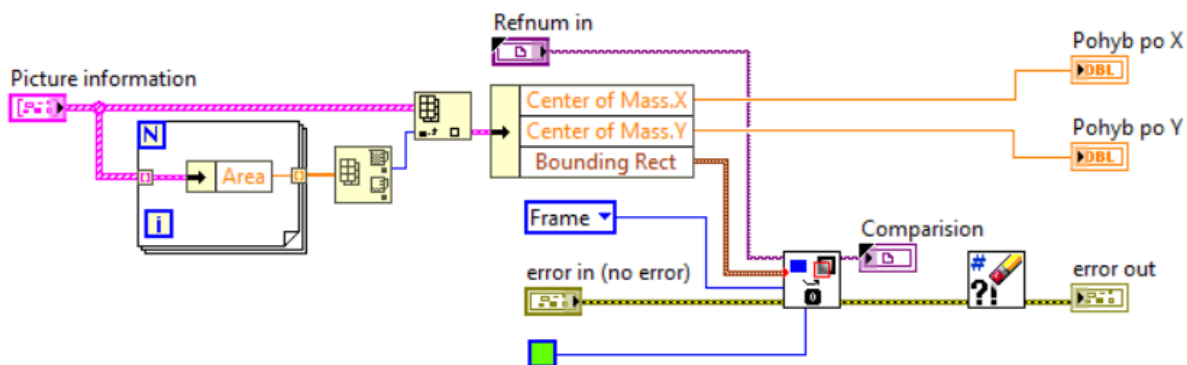 Refnum in
Pohyb po X
DBL
Picture information
Center of Mass.X
Center of Mass.Y
Bounding Rect
Pohyb po Y
DBL
N
Area
i
Frame
Comparision
error in (no error)
#
?!
0
error out